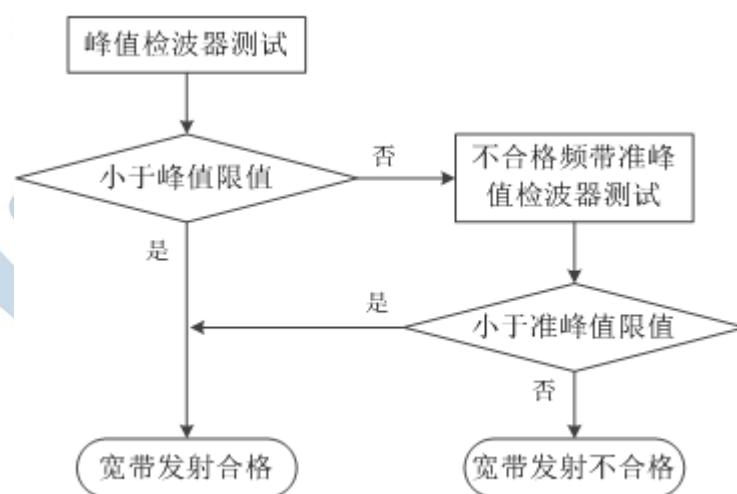 峰值检波器测试
小于峰值限值
否
不合格频带准峰
值检波器测试
是
是
小于准峰值限值
否
宽带发射合格
宽带发射不合格